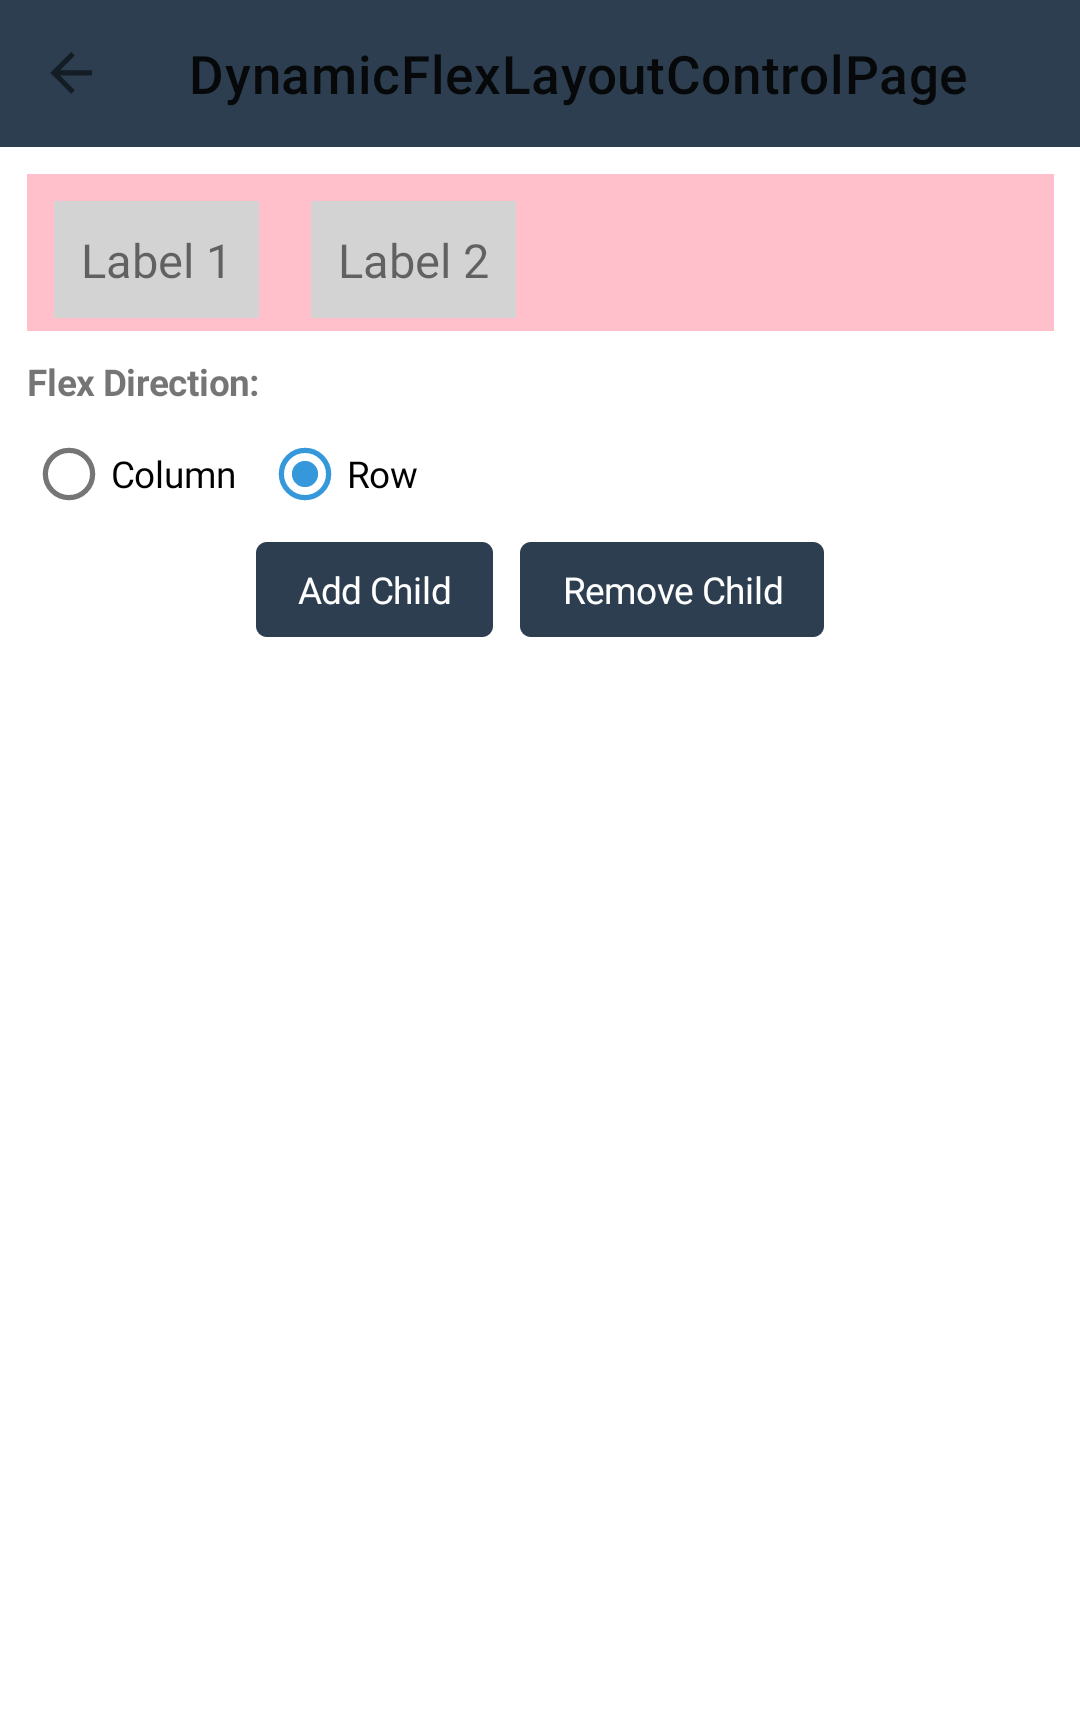 DynamicFlexLayoutControlPage
Label 1 Label 2
Flex Direction:
Column Row
Add Child Remove Child